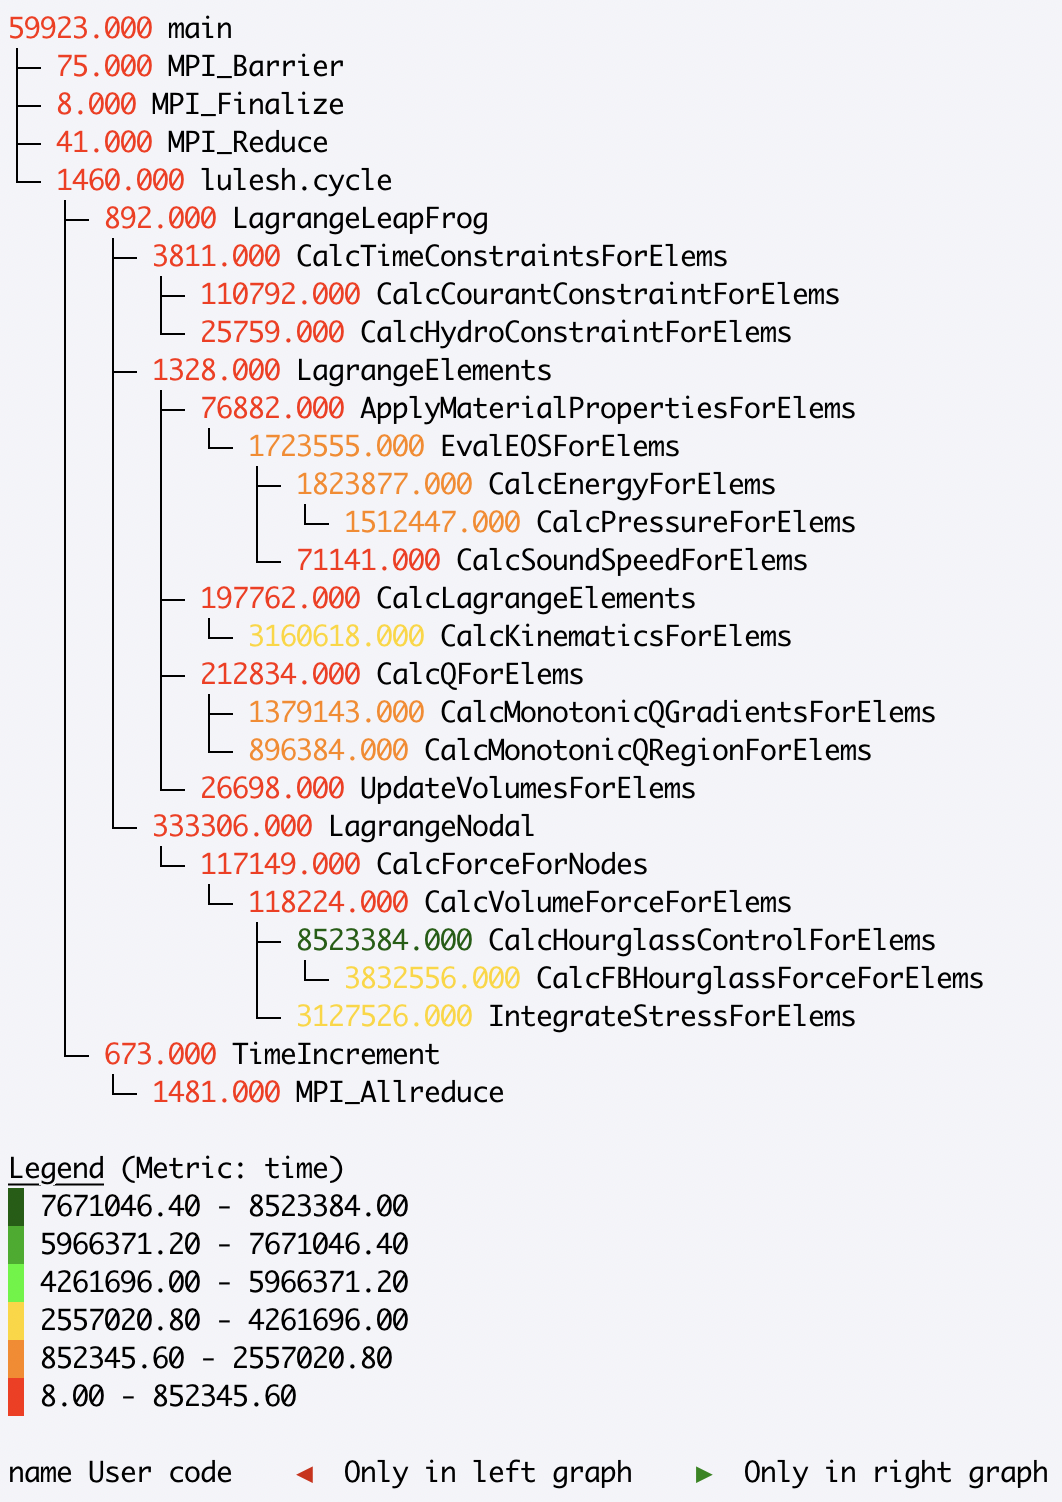 59923.000 main
75.000 MPI_Barrier
8.000 MPI_Finalize
41.000 MPI_Reduce
1460.000 lulesh.cycle
892.000 LagrangeLeapFrog
3811.000 CalcTimeConstraintsForElems
110792.000 CalcCourantConstraintForElems
25759.000 CalcHydroConstraintForElems
1328.000 LagrangeElements
76882.000 ApplyMaterialPropertiesForElems
1723555.000 EvalEOSForElems
1823877.000 CalcEnergyForElems
1512447.000 CalcPressureForElems
71141.000 CalcSoundSpeedForElems
197762.000 CalcLagrangeElements
3160618.000 CalcKinematicsForElems
212834.000 CalcQForElems
1379143.000 CalcMonotonicQGradientsForElems
896384.000 CalcMonotonicQRegionForElems
26698.000 UpdateVolumesForElems
333306.000 LagrangeNodal
117149.000 CalcForceForNodes
118224.000 CalcVolumeForceForElems
8523384.000 CalcHourglassControlForElems
3832556.000 CalcFBHourglassForceForElems
3127526.000 IntegrateStressForElems
673.000 TimeIncrement
1481.000 MPI_Allreduce
Legend (Metric: time)
7671046.40 - 8523384.00
5966371.20 - 7671046.40
4261696.00 - 5966371.20
2557020.80 - 4261696.00
852345.60 - 2557020.80
8.00 - 852345.60
name User code ◀ Only in left graph ▶ Only in right graph